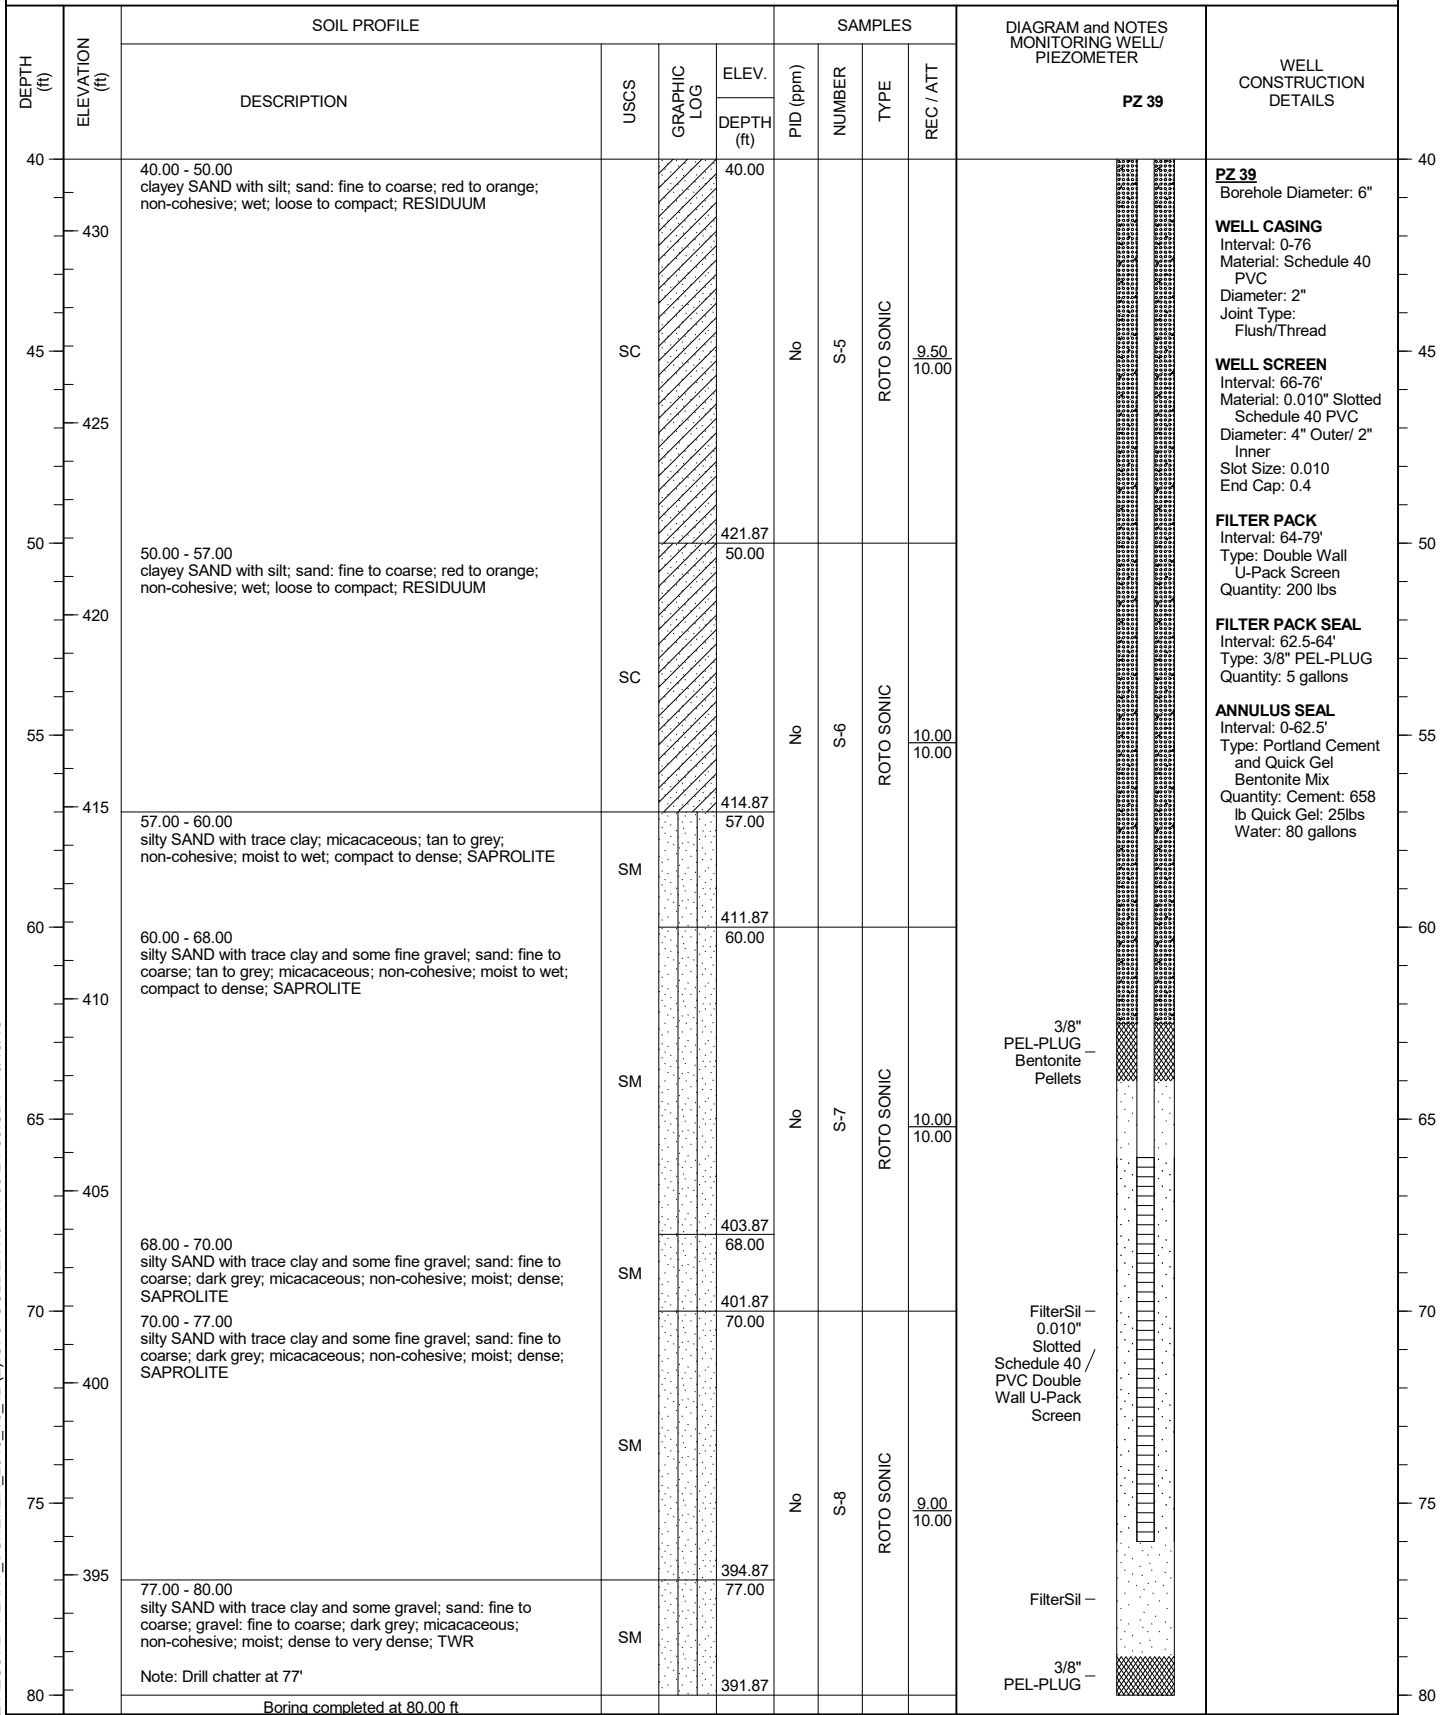 SOIL PROFILE
SAMPLES
DIAGRAM and NOTES
MONITORING WELL/
PIEZOMETER
PZ 39
WELL
CONSTRUCTION
DETAILS
DEPTH
(ft)
ELEVATION
(ft)
DESCRIPTION
USCS
GRAPHIC
LOG
ELEV.
DEPTH
(ft)
PID (ppm)
NUMBER
TYPE
REC / ATT
40
45
50
55
60
65
70
75
80
430
425
420
415
410
405
400
395
40.00 - 50.00
clayey SAND with silt; sand: fine to coarse; red to orange;
non-cohesive; wet; loose to compact; RESIDUUM
SC
40.00
421.87
50.00 - 57.00
clayey SAND with silt; sand: fine to coarse; red to orange;
non-cohesive; wet; loose to compact; RESIDUUM
SC
50.00
414.87
57.00 - 60.00
silty SAND with trace clay; micacaceous; tan to grey;
non-cohesive; moist to wet; compact to dense; SAPROLITE
SM
57.00
411.87
60.00 - 68.00
silty SAND with trace clay and some fine gravel; sand: fine to
coarse; tan to grey; micacaceous; non-cohesive; moist to wet;
compact to dense; SAPROLITE
SM
60.00
403.87
68.00 - 70.00
silty SAND with trace clay and some fine gravel; sand: fine to
coarse; dark grey; micacaceous; non-cohesive; moist; dense;
SAPROLITE
SM
68.00
401.87
70.00 - 77.00
silty SAND with trace clay and some fine gravel; sand: fine to
coarse; dark grey; micacaceous; non-cohesive; moist; dense;
SAPROLITE
SM
70.00
394.87
77.00 - 80.00
silty SAND with trace clay and some gravel; sand: fine to
coarse; gravel: fine to coarse; dark grey; micacaceous;
non-cohesive; moist; dense to very dense; TWR
Note: Drill chatter at 77'
SM
77.00
391.87
Boring completed at 80.00 ft
No
S-5
ROTO SONIC
9.50
10.00
No
S-6
ROTO SONIC
10.00
10.00
No
S-7
ROTO SONIC
10.00
10.00
No
S-8
ROTO SONIC
9.00
10.00
3/8"
PEL-PLUG
Bentonite
Pellets
FilterSil
0.010"
Slotted
Schedule 40
PVC Double
Wall U-Pack
Screen
FilterSil
3/8"
PEL-PLUG
PZ 39
Borehole Diameter: 6"
WELL CASING
Interval: 0-76
Material: Schedule 40
PVC
Diameter: 2"
Joint Type:
Flush/Thread
WELL SCREEN
Interval: 66-76'
Material: 0.010" Slotted
Schedule 40 PVC
Diameter: 4" Outer/ 2"
Inner
Slot Size: 0.010
End Cap: 0.4
FILTER PACK
Interval: 64-79'
Type: Double Wall
U-Pack Screen
Quantity: 200 lbs
FILTER PACK SEAL
Interval: 62.5-64'
Type: 3/8" PEL-PLUG
Quantity: 5 gallons
ANNULUS SEAL
Interval: 0-62.5'
Type: Portland Cement
and Quick Gel
Bentonite Mix
Quantity: Cement: 658
lb Quick Gel: 25lbs
Water: 80 gallons
40
45
50
55
60
65
70
75
80